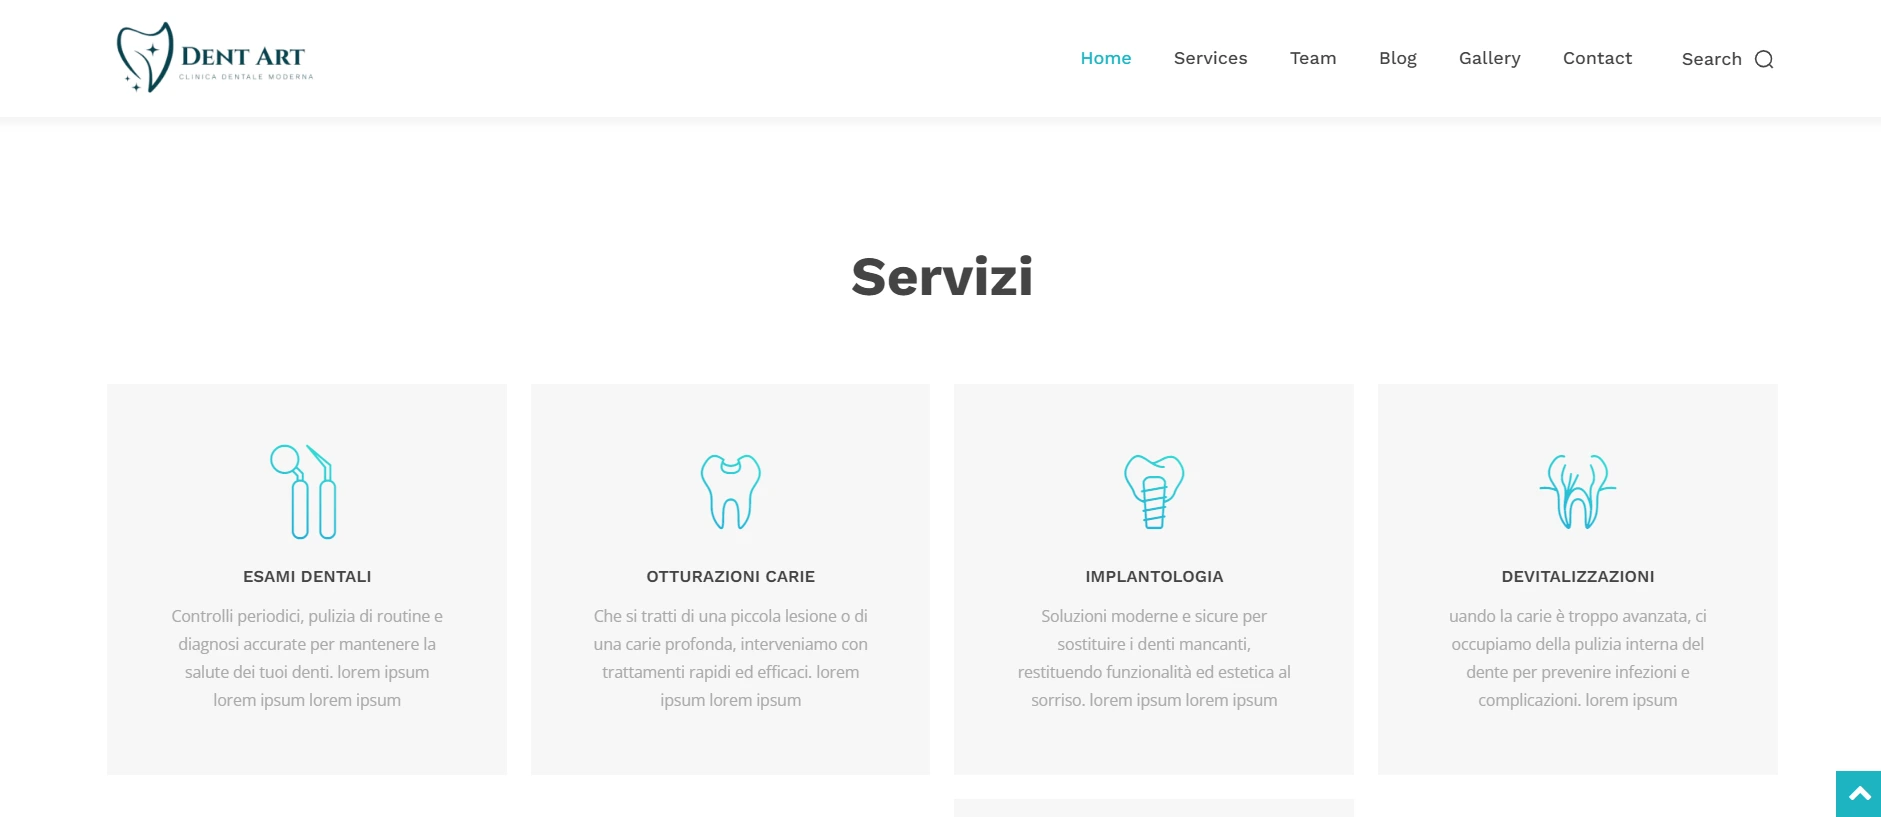 DENT ART
CLINICA DENTALE MODERNA
Home Services Team Blog Gallery Contact Search
Servizi
ESAMI DENTALI
Controlli periodici, pulizia di routine e
diagnosi accurate per mantenere la
salute dei tuoi denti. lorem ipsum
lorem ipsum lorem ipsum
OTTURAZIONI CARIE
Che si tratti di una piccola lesione o di
una carie profonda, interveniamo con
trattamenti rapidi ed efficaci. lorem
ipsum lorem ipsum
IMPLANTOLOGIA
Soluzioni moderne e sicure per
sostituire i denti mancanti,
restituendo funzionalità ed estetica al
sorriso. lorem ipsum lorem ipsum
DEVITALIZZAZIONI
uando la carie è troppo avanzata, ci
occupiamo della pulizia interna del
dente per prevenire infezioni e
complicazioni. lorem ipsum